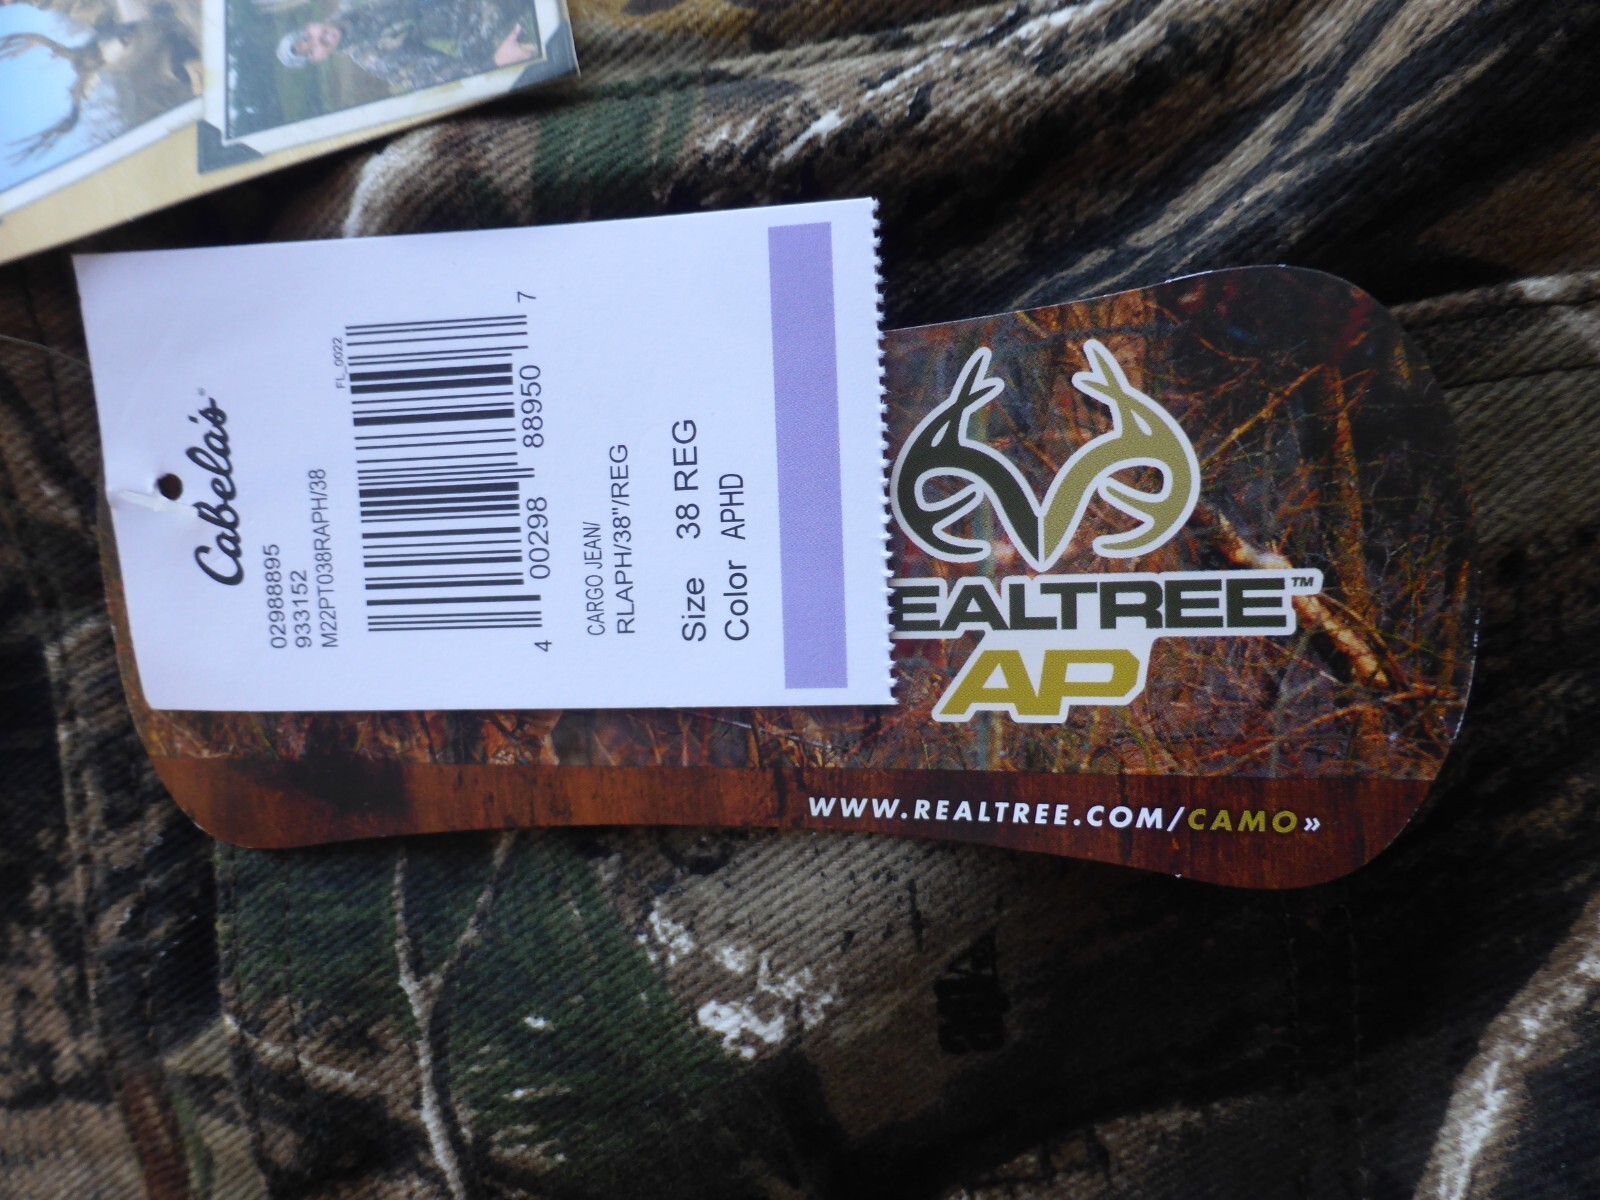 Cabela's
029888895
933152
M22PT038RAPH/38
FL_0022
4 00298 88950 7
CARGO JEAN/
RLAPH/38"/REG
Size 38 REG
Color APHD
EALTREE™
AP
WWW.REALTREE.COM/CAMO»